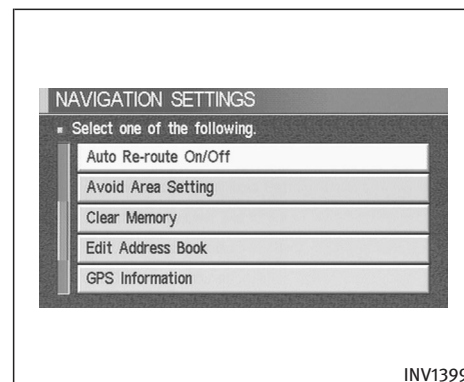 NAVIGATION SETTINGS
Select one of the following.
Auto Re-route On/Off
Avoid Area Setting
Clear Memory
Edit Address Book
GPS Information
INV1399